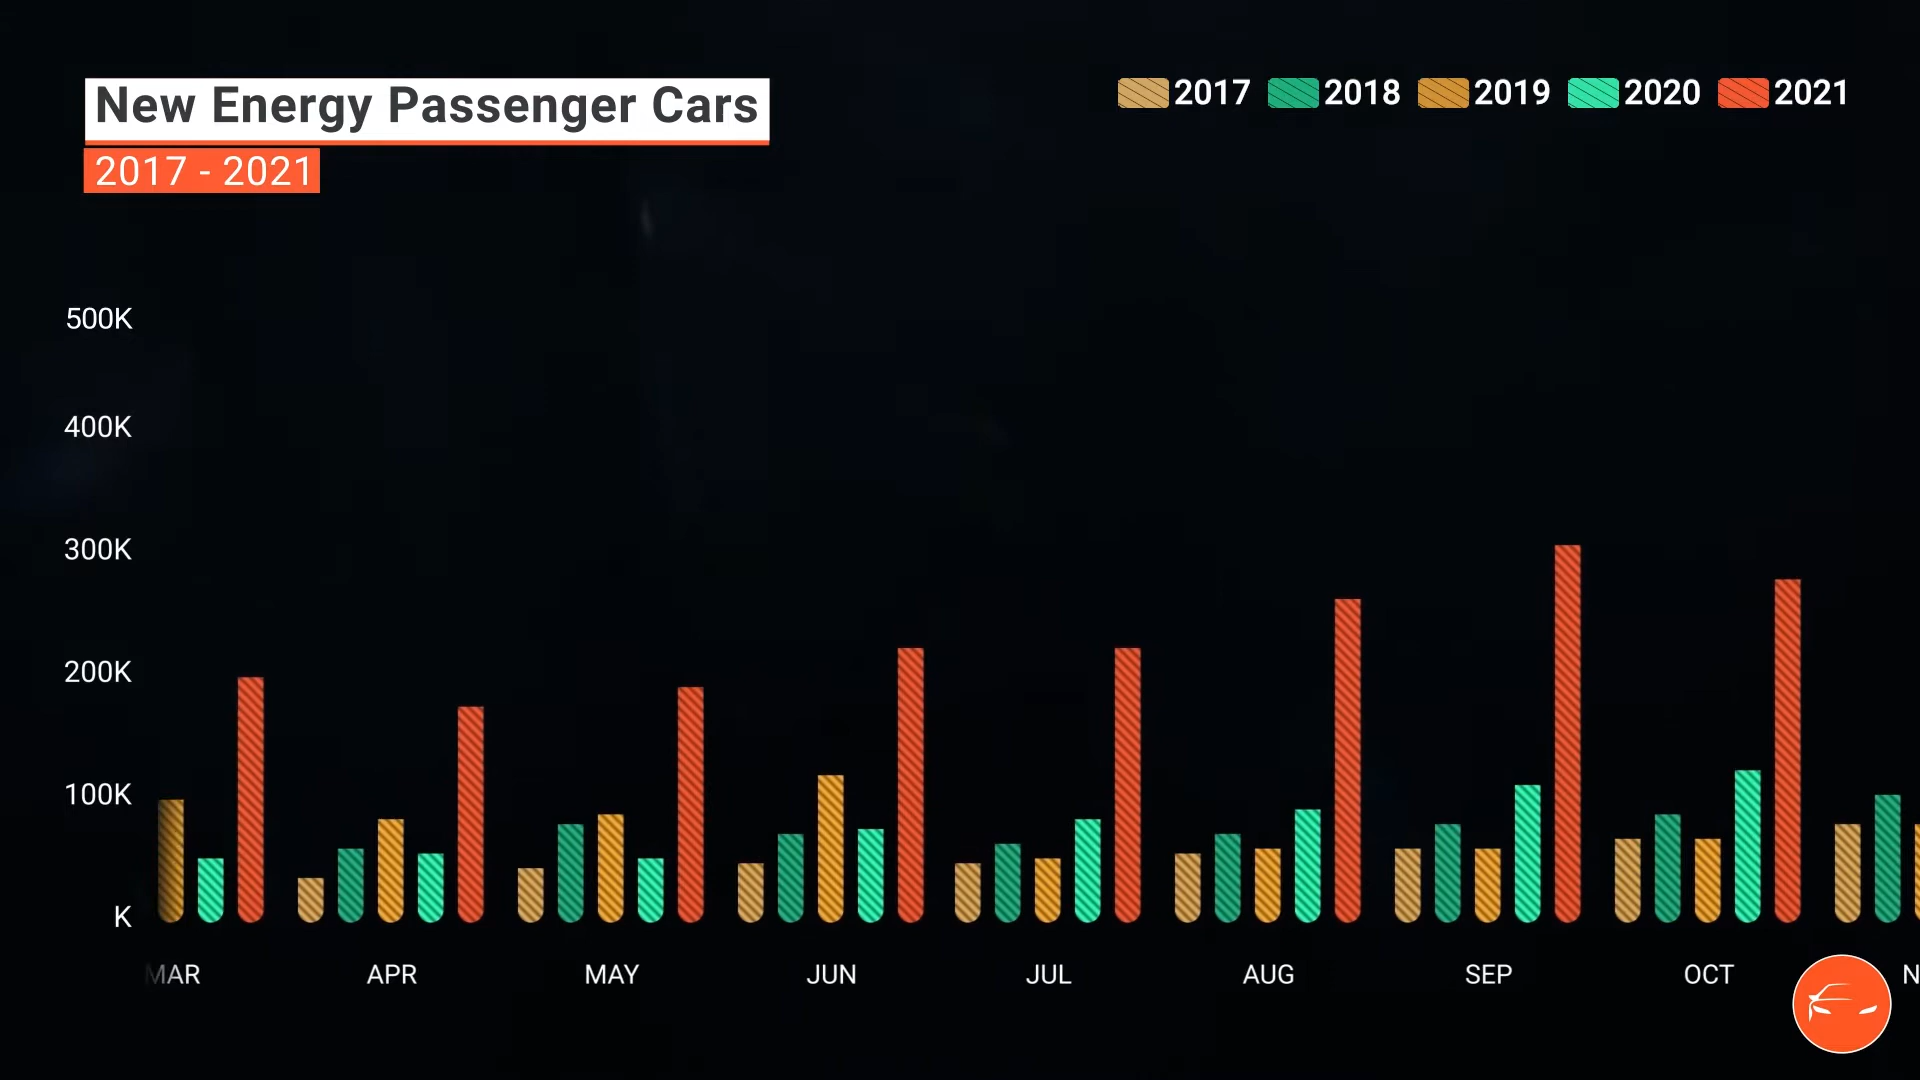 New Energy Passenger Cars
2017 - 2021
2017 2018 2019 2020 2021
500K
400K
300K
200K
100K
K
MAR APR MAY JUN JUL AUG SEP OCT N